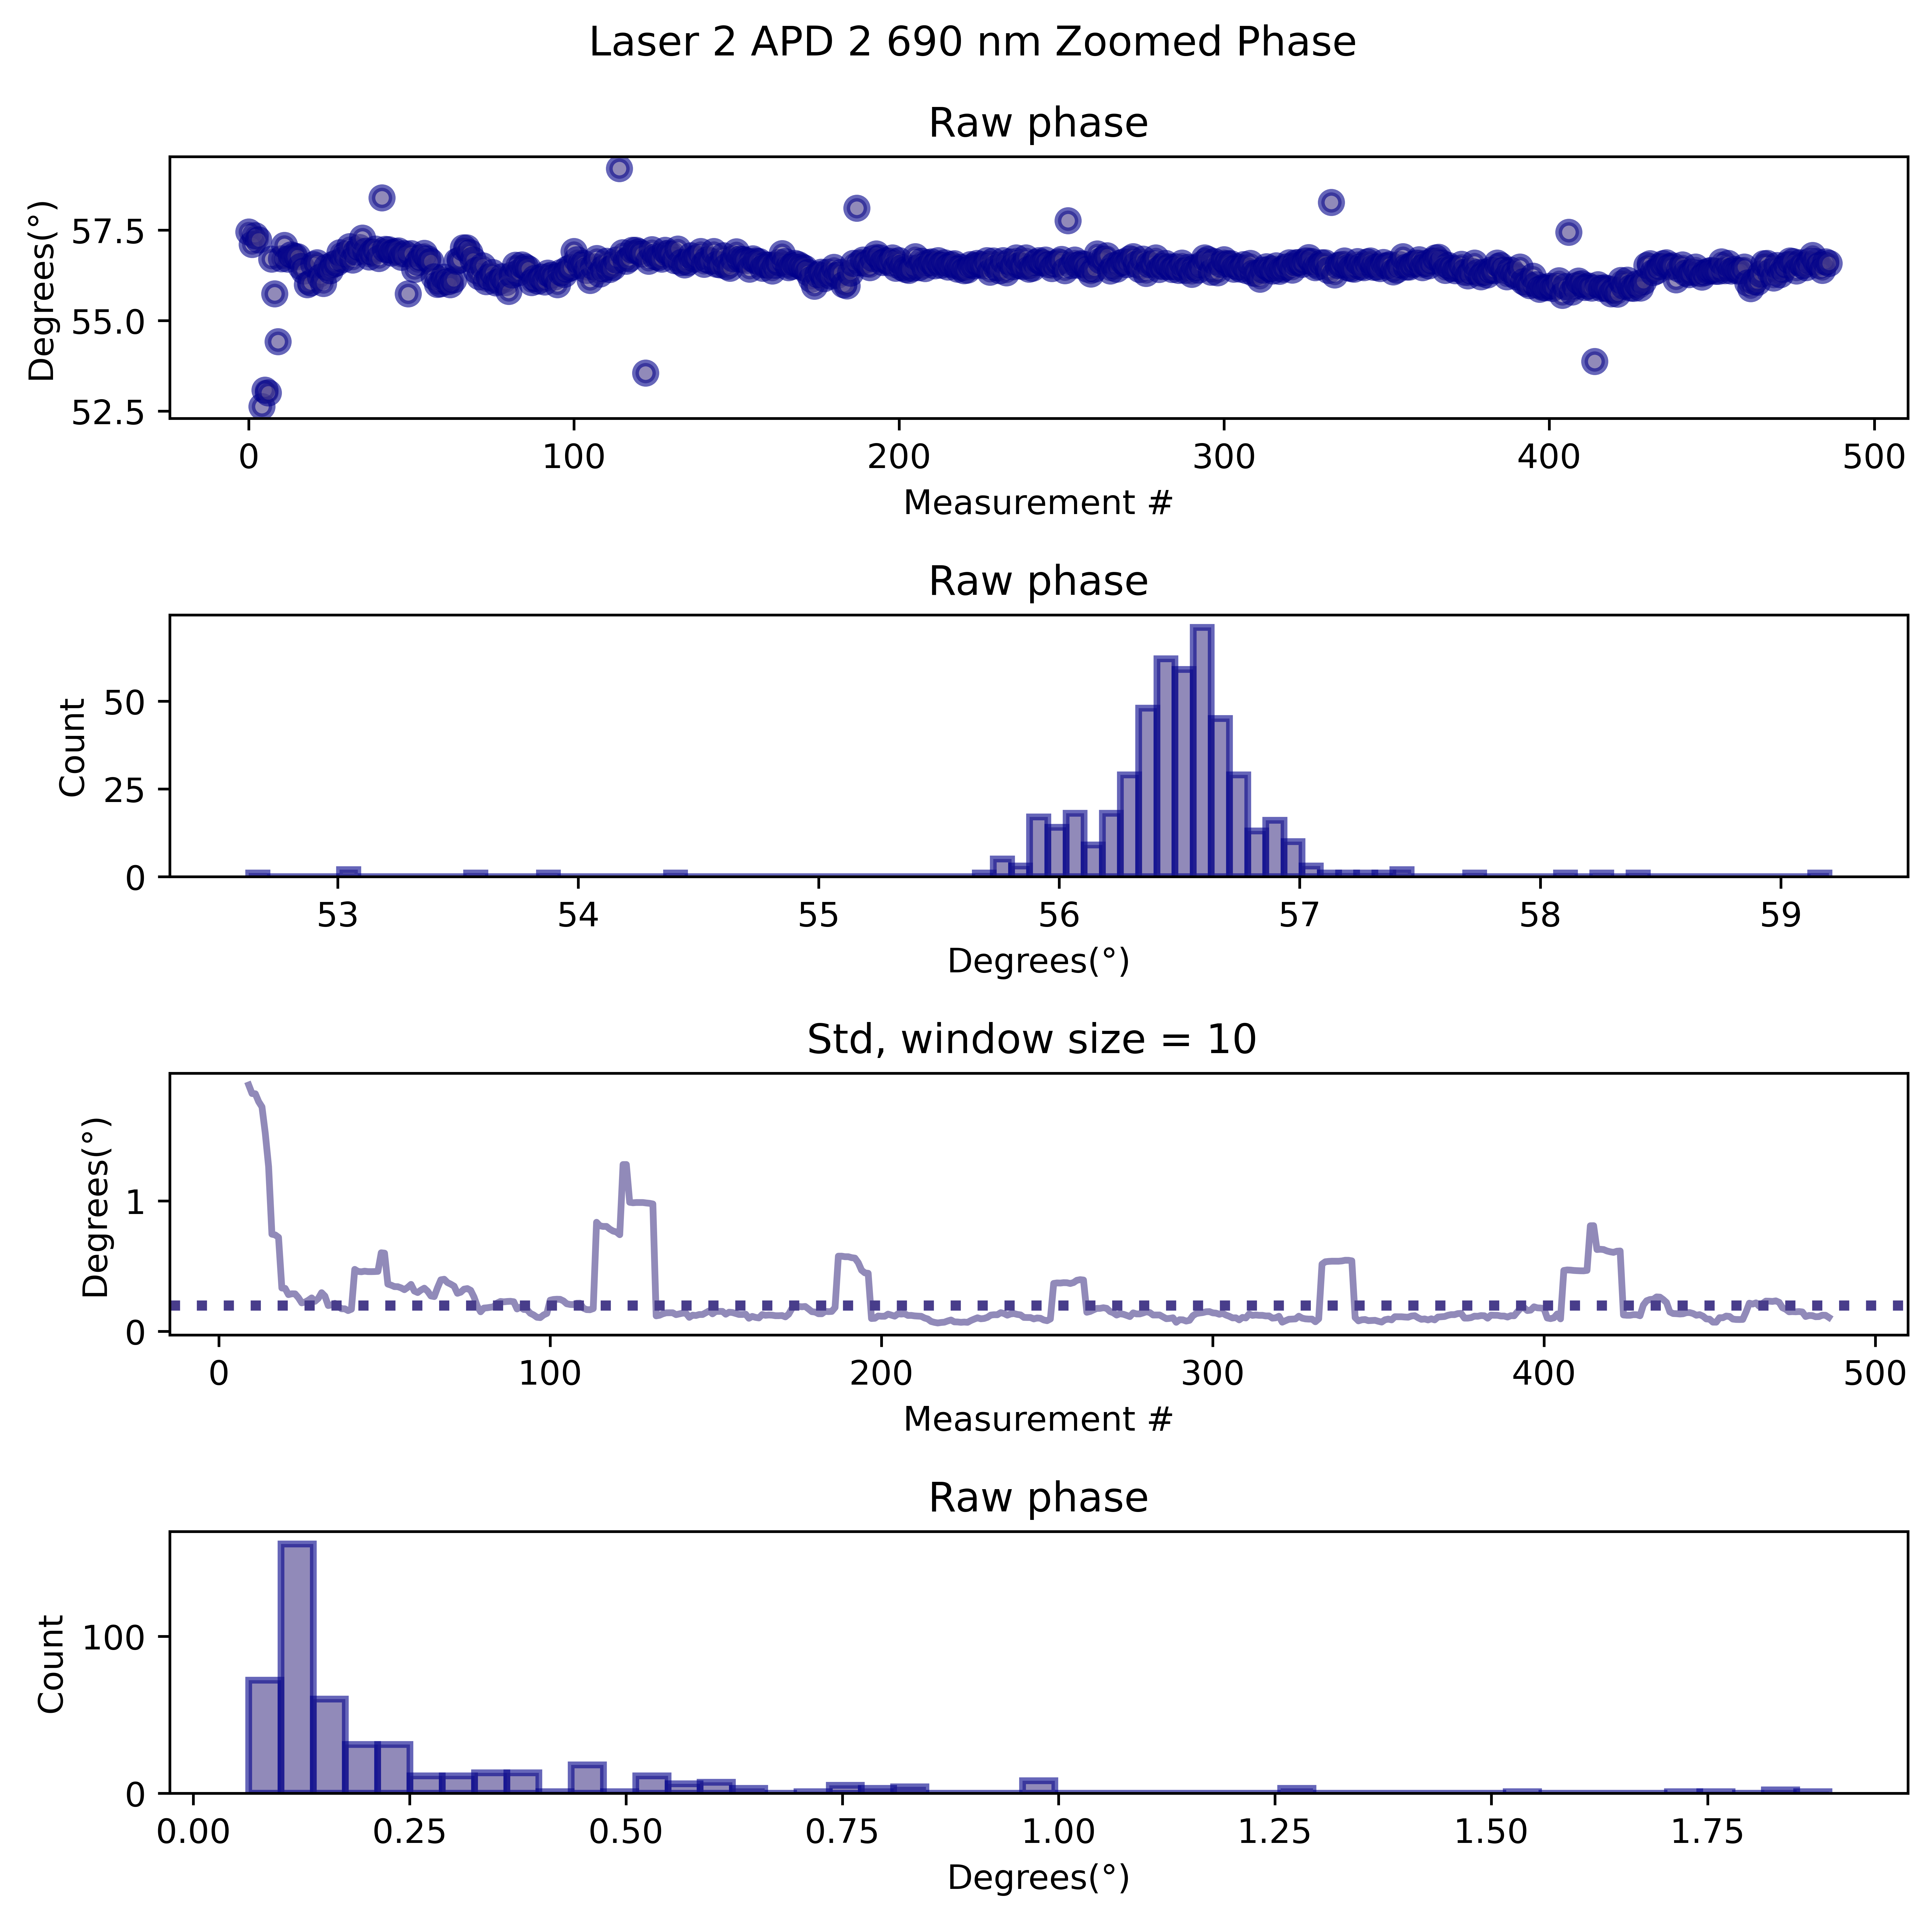 Laser 2 APD 2 690 nm Zoomed Phase
Raw phase
Degrees(°)
57.5
55.0
52.5
0 100 200 300 400 500
Measurement #
Raw phase
Count
50
25
0
53 54 55 56 57 58 59
Degrees(°)
Std, window size = 10
Degrees(°)
1
0
0 100 200 300 400 500
Measurement #
Raw phase
Count
100
0
0.00 0.25 0.50 0.75 1.00 1.25 1.50 1.75
Degrees(°)